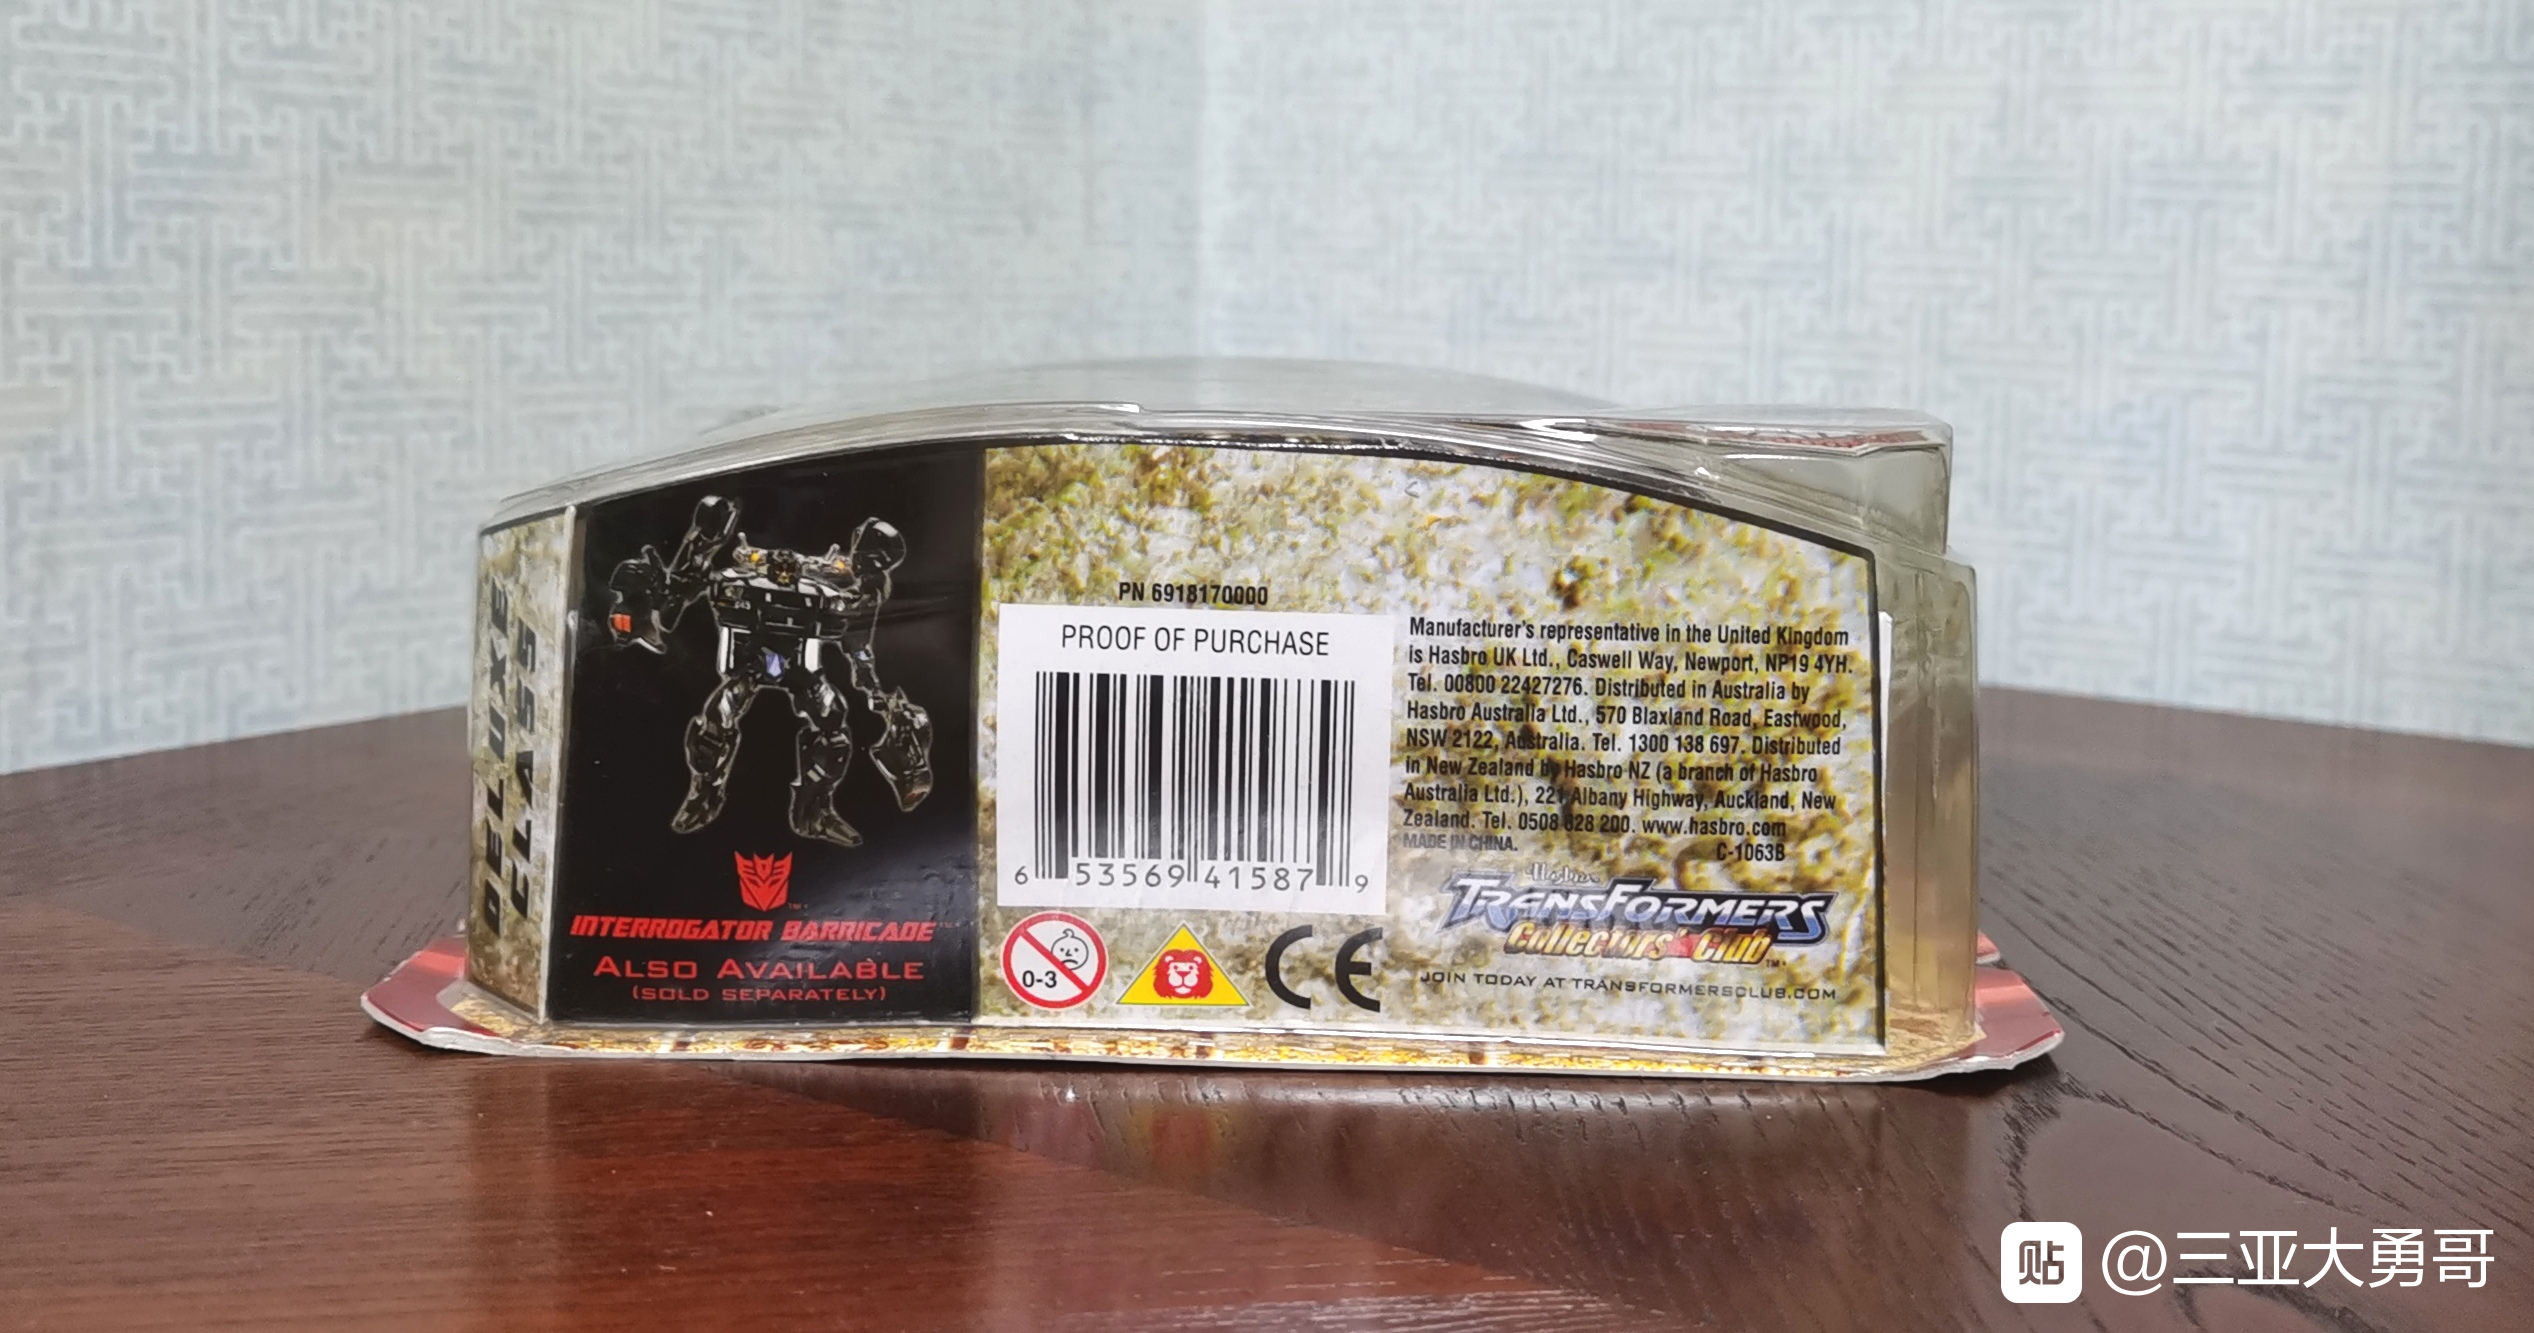 DELUXE
CLASS
INTERROGATOR BARRICADE™
ALSO AVAILABLE
(SOLD SEPARATELY)
PN 6918170000
PROOF OF PURCHASE
6 53569 41587 9
0-3
CE
Manufacturer's representative in the United Kingdom
is Hasbro UK Ltd., Caswell Way, Newport, NP19 4YH.
Tel. 00800 22427276. Distributed in Australia by
Hasbro Australia Ltd., 570 Blaxland Road, Eastwood,
NSW 2122, Australia. Tel. 1300 138 697. Distributed
in New Zealand by Hasbro NZ (a branch of Hasbro
Australia Ltd.), 221 Albany Highway, Auckland, New
Zealand. Tel. 0508 828 200. www.hasbro.com
MADE IN CHINA. C-1063B
Hasbro
TRANSFORMERS
Collectors' Club™
JOIN TODAY AT TRANSFORMERSCLUB.COM
贴 @三亚大勇哥